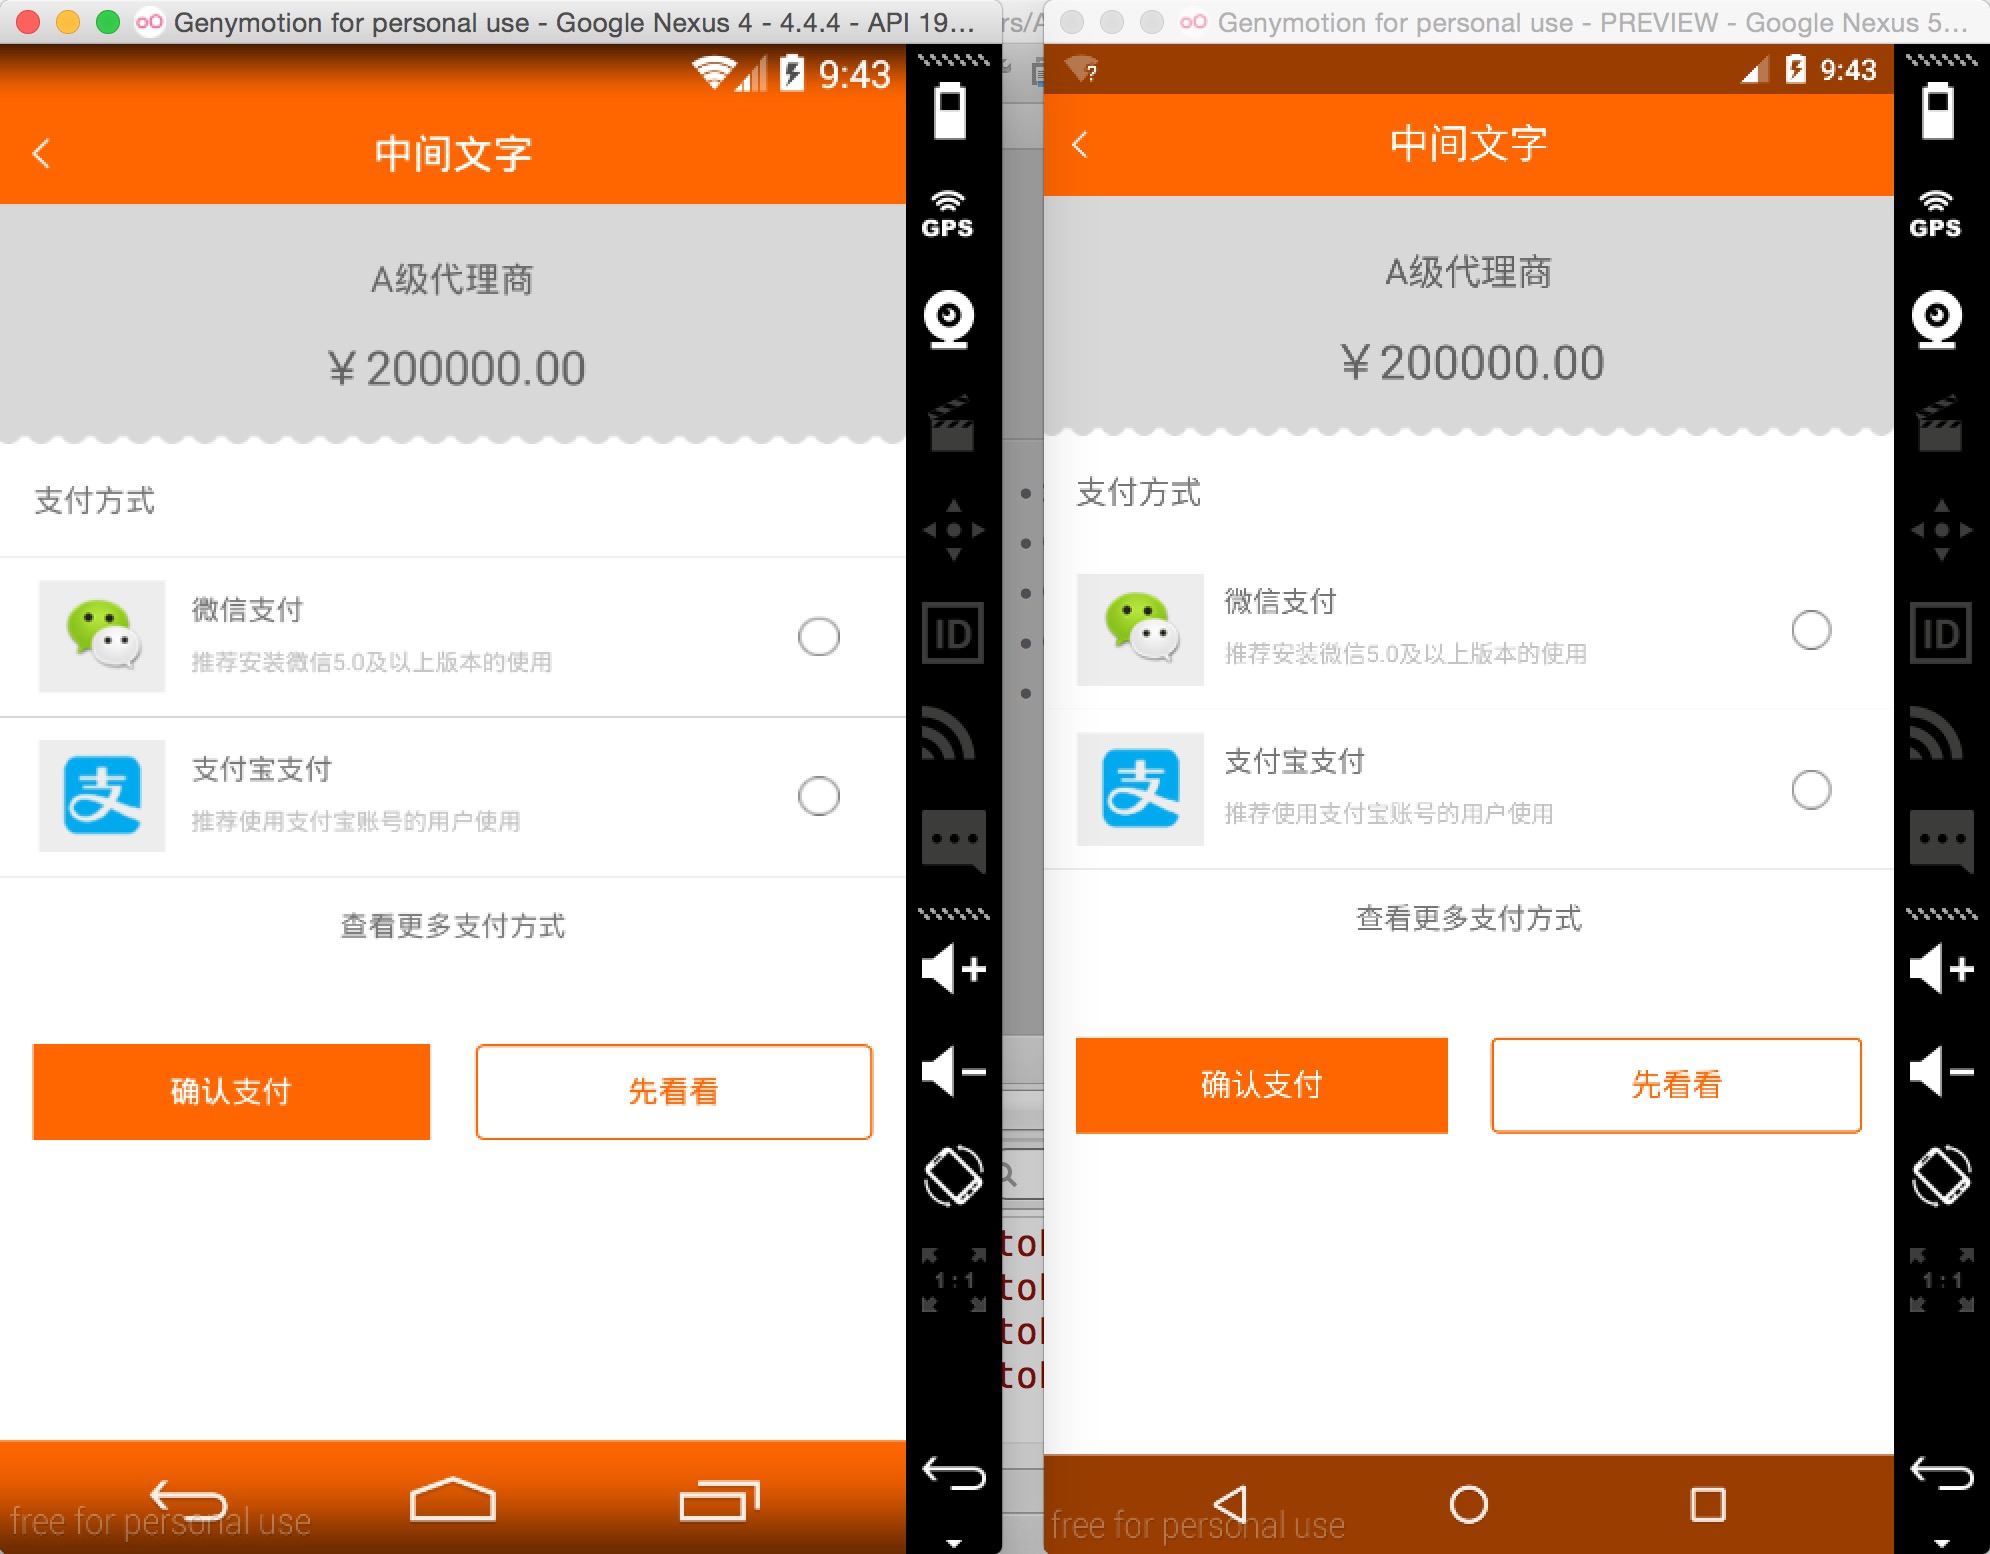 Genymotion for personal use - Google Nexus 4 - 4.4.4 - API 19...
9:43
中间文字
A级代理商
¥200000.00
支付方式
微信支付
推荐安装微信5.0及以上版本的使用
支付宝支付
推荐使用支付宝账号的用户使用
查看更多支付方式
确认支付
先看看
free for personal use
GPS
ID
1:1
rs/A
Genymotion for personal use - PREVIEW - Google Nexus 5...
9:43
中间文字
A级代理商
¥200000.00
支付方式
微信支付
推荐安装微信5.0及以上版本的使用
支付宝支付
推荐使用支付宝账号的用户使用
查看更多支付方式
确认支付
先看看
free for personal use
GPS
ID
1:1